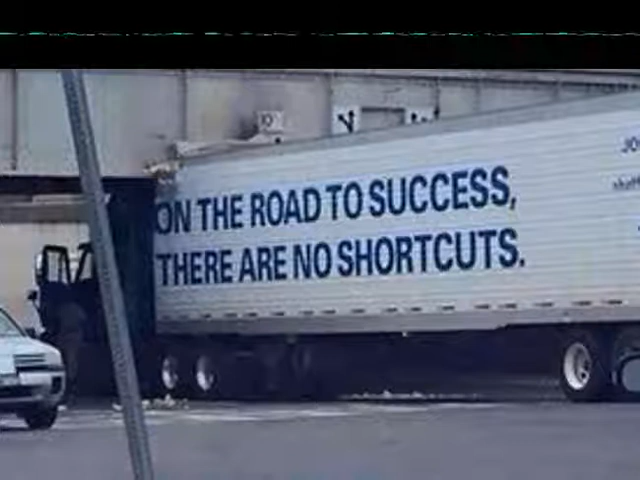 ON THE ROAD TO SUCCESS,
THERE ARE NO SHORTCUTS.